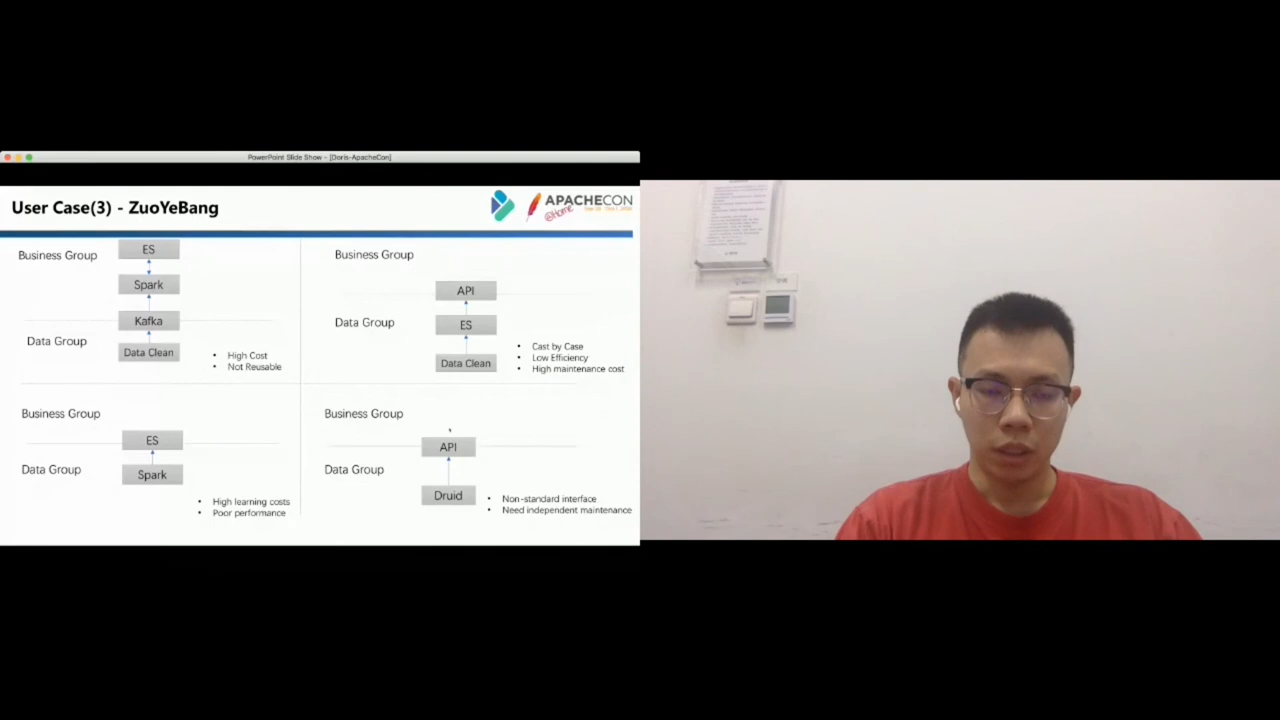 PowerPoint Slide Show - [Doris-ApacheCon]
User Case(3) - ZuoYeBang
APACHECON
@home
Business Group
ES
Spark
Kafka
Data Group
Data Clean
High Cost
Not Reusable
Business Group
API
Data Group
ES
Data Clean
Cast by Case
Low Efficiency
High maintenance cost
Business Group
ES
Data Group
Spark
High learning costs
Poor performance
Business Group
API
Data Group
Druid
Non-standard interface
Need independent maintenance